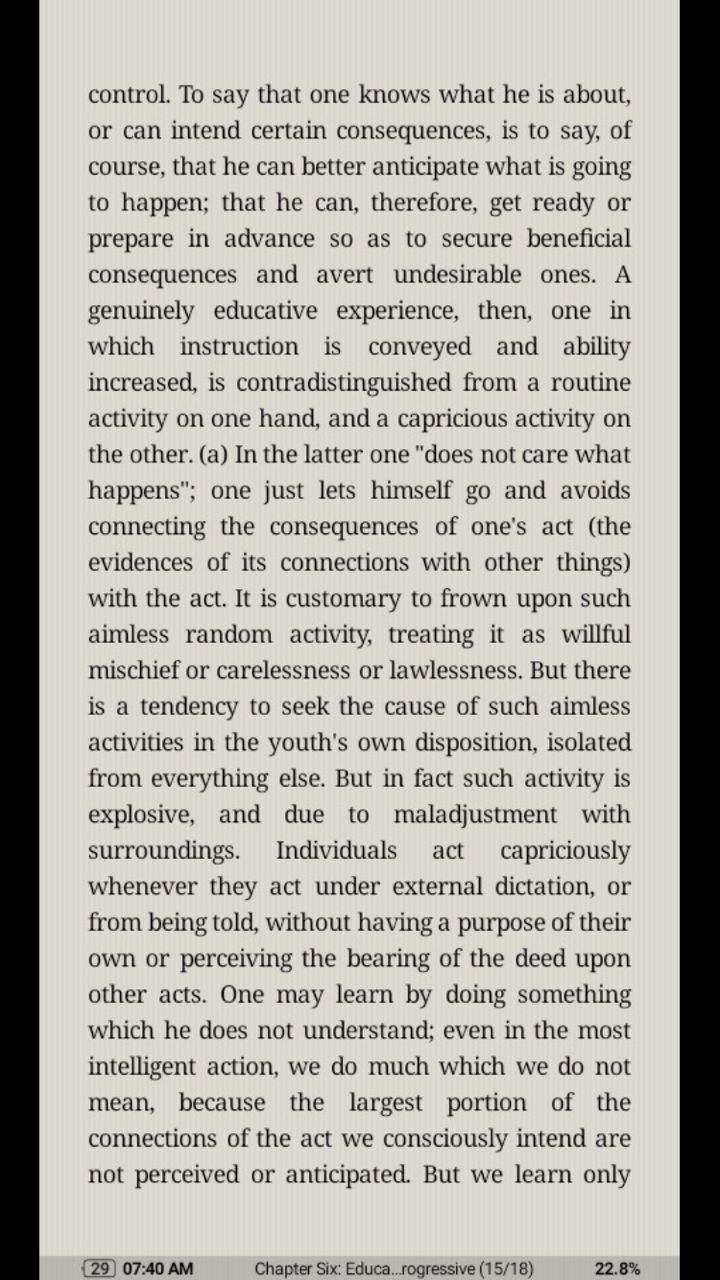 control. To say that one knows what he is about,
or can intend certain consequences, is to say, of
course, that he can better anticipate what is going
to happen; that he can, therefore, get ready or
prepare in advance so as to secure beneficial
consequences and avert undesirable ones. A
genuinely educative experience, then, one in
which instruction is conveyed and ability
increased, is contradistinguished from a routine
activity on one hand, and a capricious activity on
the other. (a) In the latter one "does not care what
happens"; one just lets himself go and avoids
connecting the consequences of one's act (the
evidences of its connections with other things)
with the act. It is customary to frown upon such
aimless random activity, treating it as willful
mischief or carelessness or lawlessness. But there
is a tendency to seek the cause of such aimless
activities in the youth's own disposition, isolated
from everything else. But in fact such activity is
explosive, and due to maladjustment with
surroundings. Individuals act capriciously
whenever they act under external dictation, or
from being told, without having a purpose of their
own or perceiving the bearing of the deed upon
other acts. One may learn by doing something
which he does not understand; even in the most
intelligent action, we do much which we do not
mean, because the largest portion of the
connections of the act we consciously intend are
not perceived or anticipated. But we learn only
29 07:40 AM Chapter Six: Educa...rogressive (15/18) 22.8%